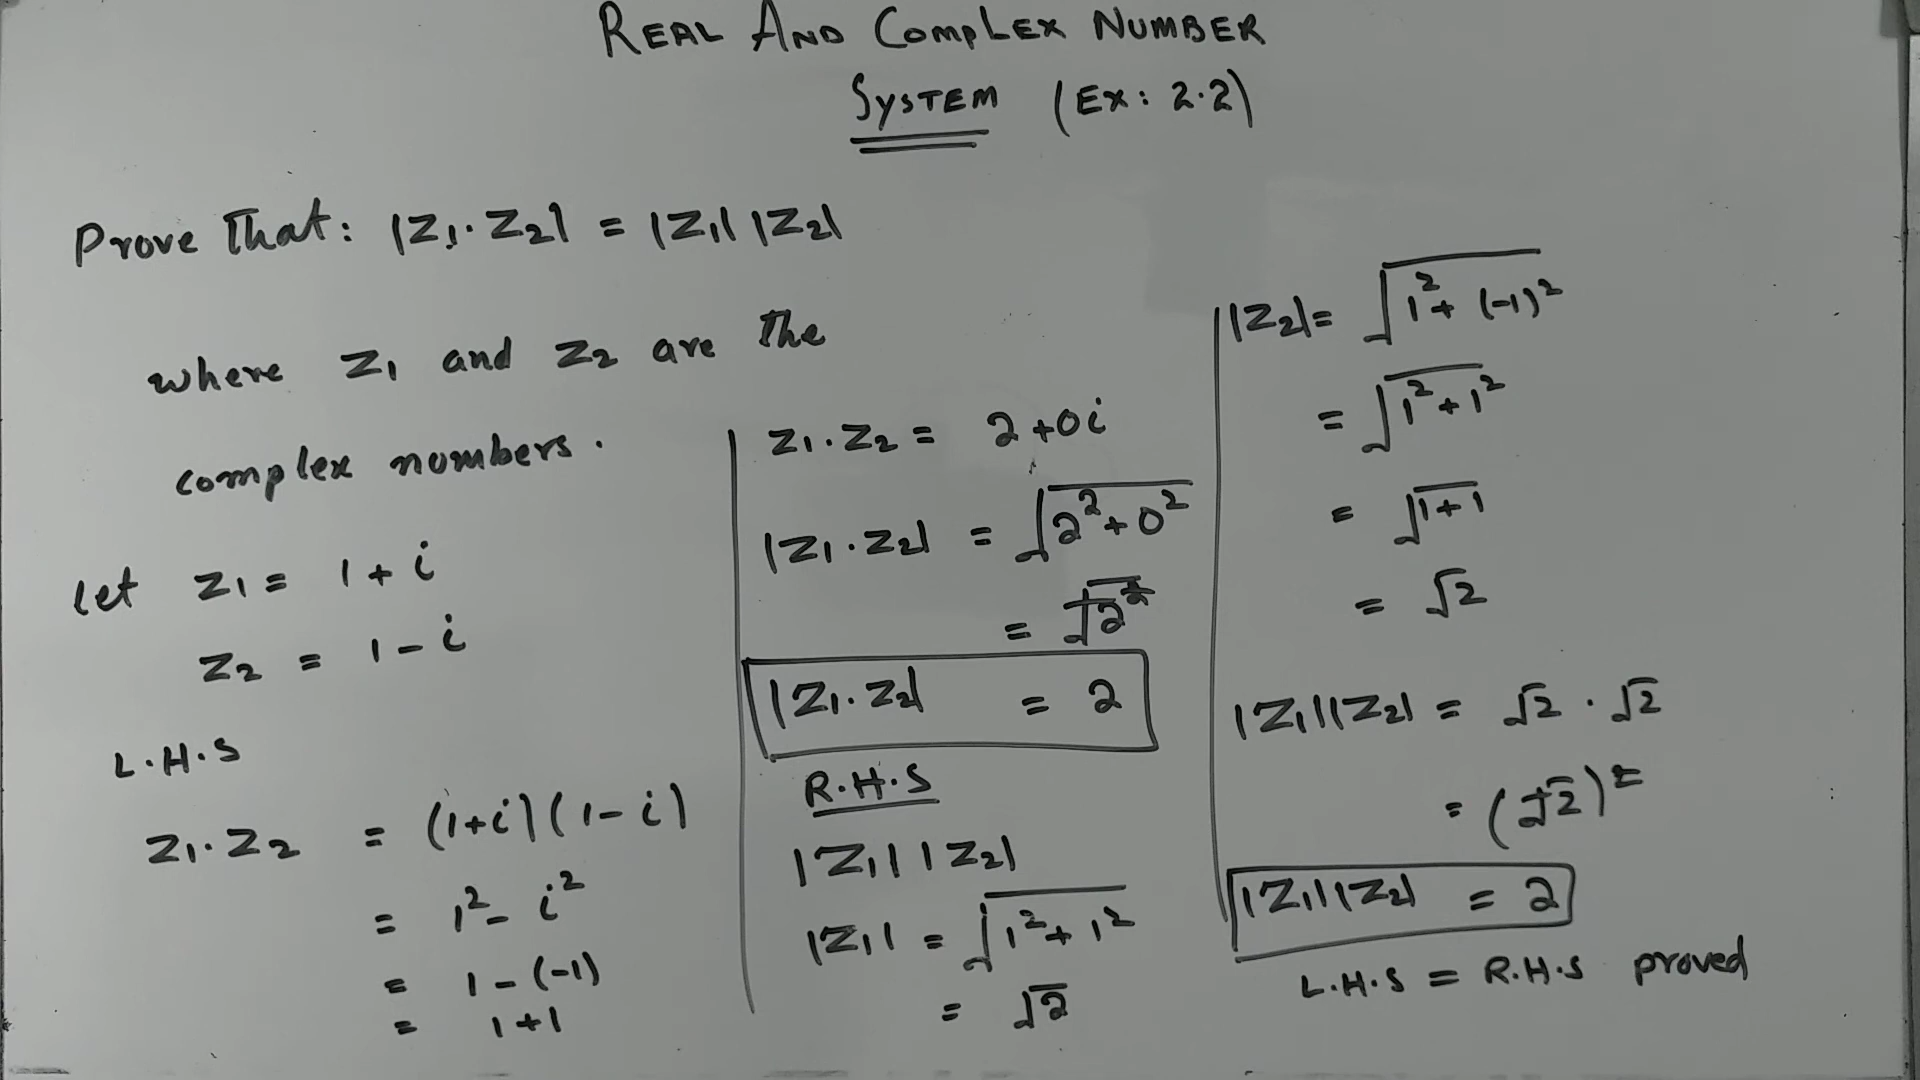 REAL AND COMPLEX NUMBER
SYSTEM (EX: 2.2)
Prove That: |Z₁.Z₂| = |Z₁| |Z₂|
where Z₁ and Z₂ are the
complex numbers.
let Z₁ = 1 + i
Z₂ = 1 - i
L.H.S
Z₁.Z₂ = (1+i)(1-i)
= 1² - i²
= 1 - (-1)
= 1+1
Z₁.Z₂ = 2+0i
|Z₁.Z₂| = √(2²+0²)
= √2²
|Z₁.Z₂| = 2
R.H.S
|Z₁| |Z₂|
|Z₁| = √(1²+1²)
= √2
|Z₂| = √(1²+(-1)²)
= √(1²+1²)
= √(1+1)
= √2
|Z₁||Z₂| = √2 . √2
= (√2)²
|Z₁||Z₂| = 2
L.H.S = R.H.S proved